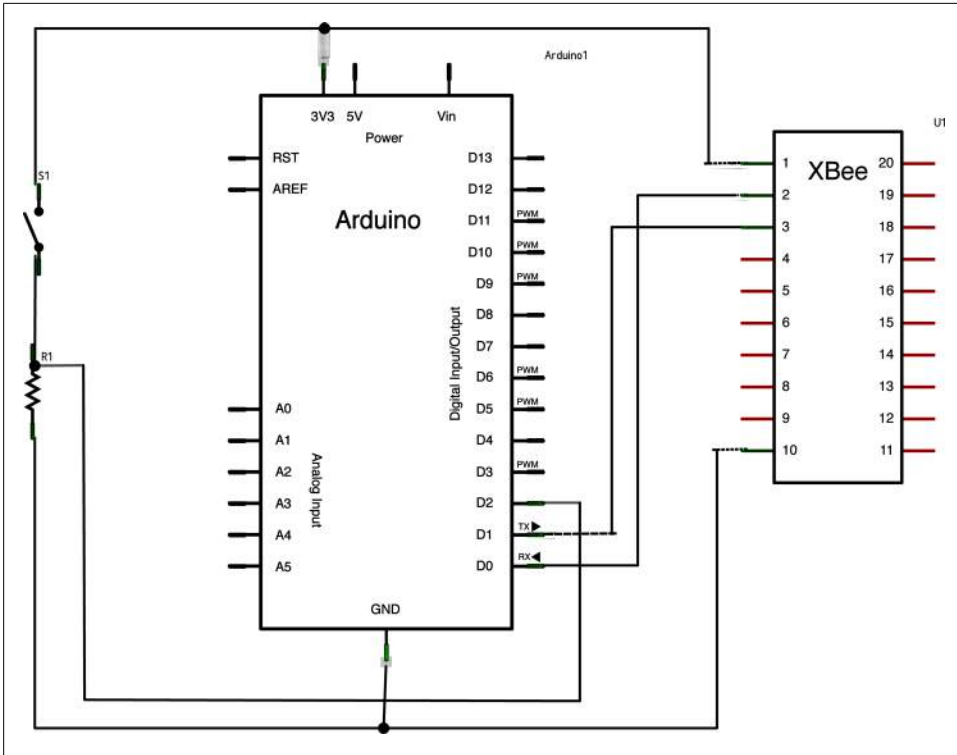 Arduino1
3V3 5V Vin
Power
U1
RST D13
AREF D12
Arduino
D11 PWM
D10 PWM
D9 PWM
D8
D7
D6 PWM
D5 PWM
D4
D3 PWM
D2
D1 TX
D0 RX
Digital Input/Output
A0
A1
A2
A3
A4
A5
Analog Input
GND
S1
R1
XBee
1 20
2 19
3 18
4 17
5 16
6 15
7 14
8 13
9 12
10 11